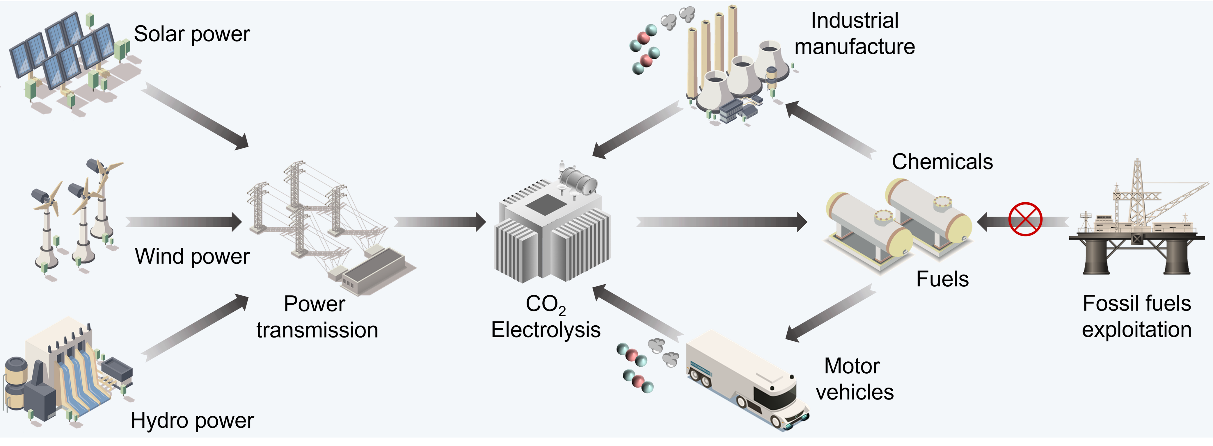 Solar power
Industrial
manufacture
Chemicals
Wind power
Fuels
Power
transmission
CO₂
Electrolysis
Fossil fuels
exploitation
Motor
vehicles
Hydro power